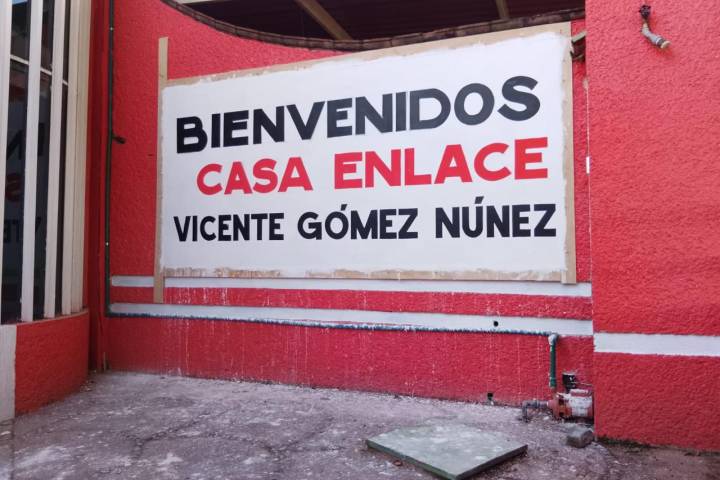 BIENVENIDOS
CASA ENLACE
VICENTE GÓMEZ NÚNEZ